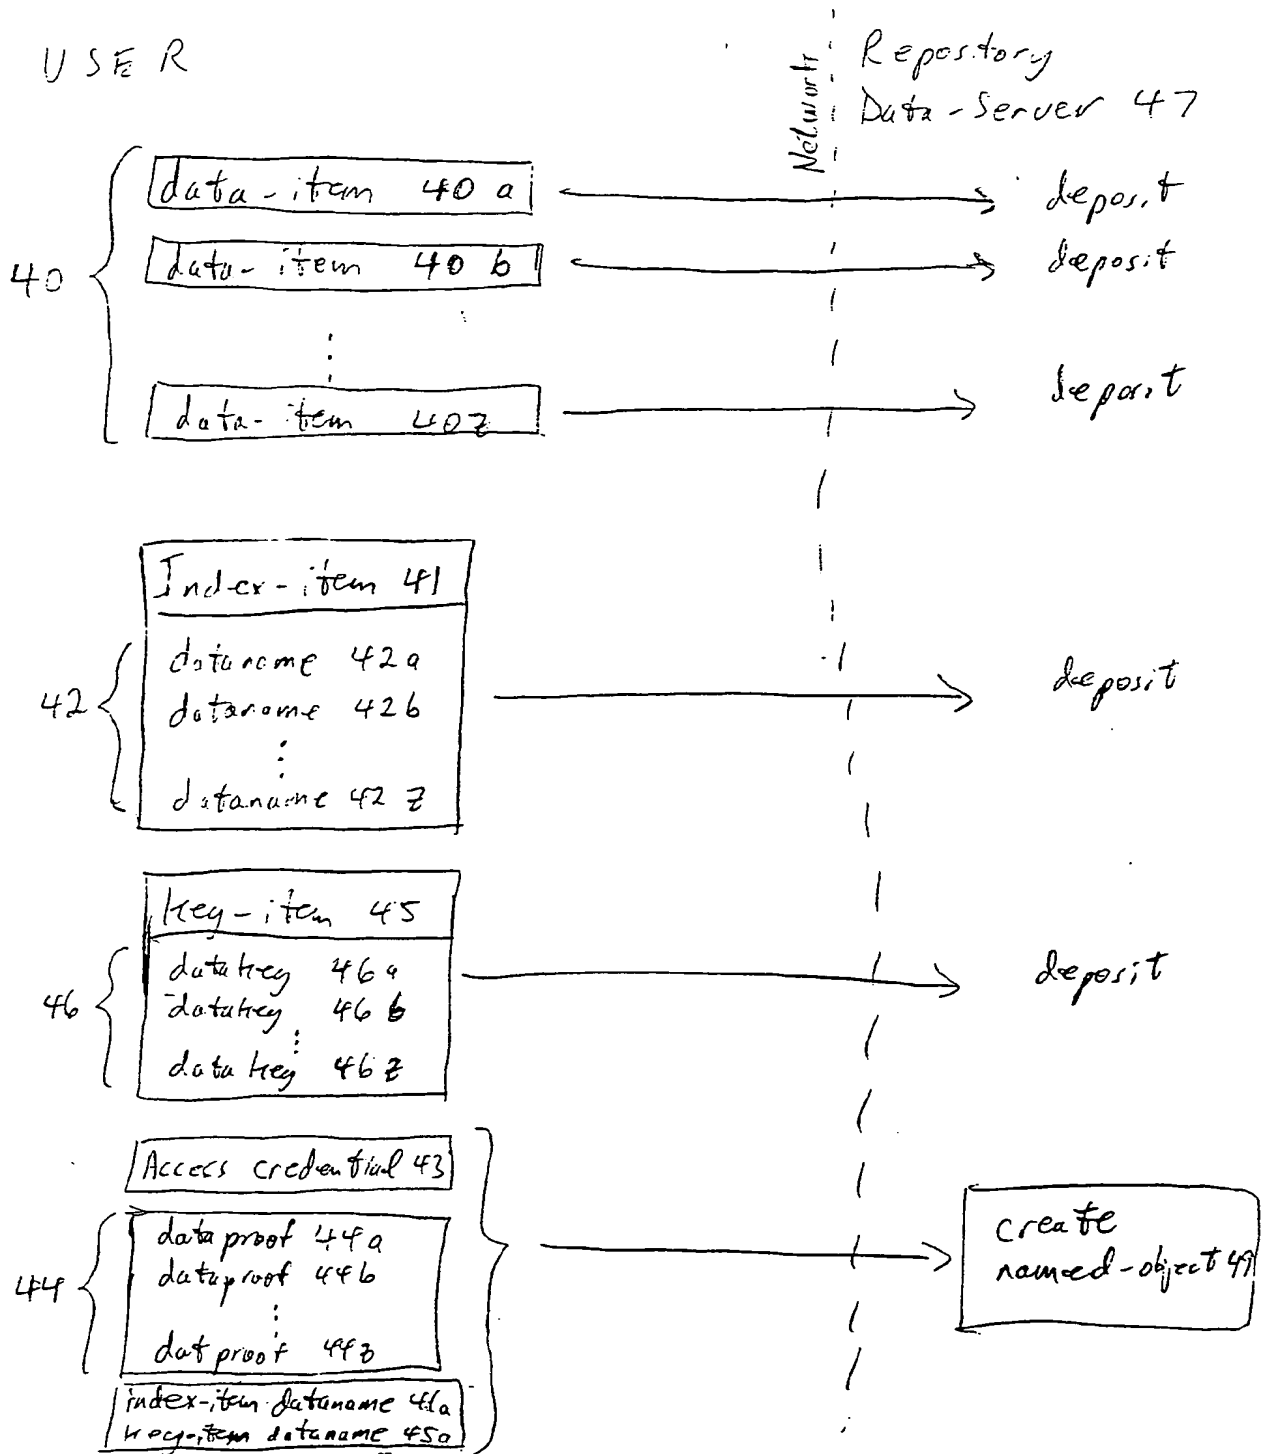 USER
Network
Repository
Data-Server 47
40
data-item 40 a
deposit
data-item 40 b
deposit
data-item 40z
deposit
Index-item 41
42
dataname 42a
dataname 42b
dataname 42 z
deposit
Key-item 45
46
datakey 46a
datakey 46 b
data key 46 z
deposit
Access credential 43
44
dataproof 44a
dataproof 44b
datproof 44z
create
named-object 49
index-item dataname 41a
key-item dataname 45a